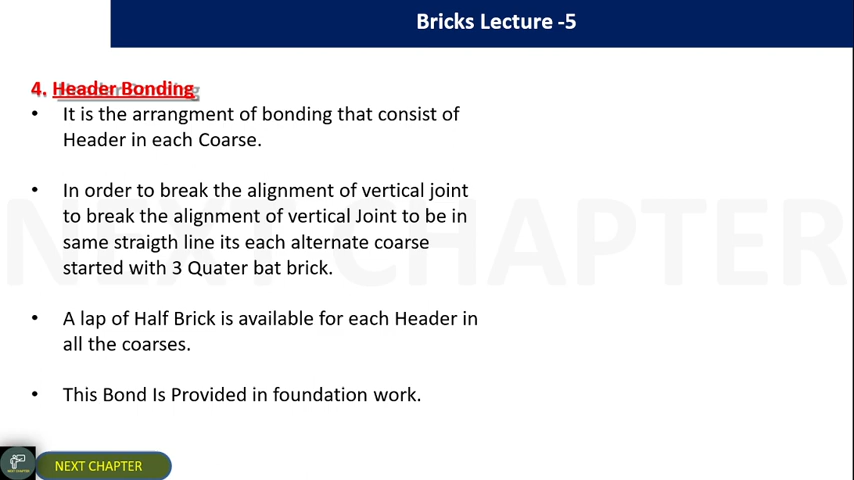 Bricks Lecture -5
4. Header Bonding
• It is the arrangment of bonding that consist of
Header in each Coarse.
• In order to break the alignment of vertical joint
to break the alignment of vertical Joint to be in
same straigth line its each alternate coarse
started with 3 Quater bat brick.
• A lap of Half Brick is available for each Header in
all the coarses.
• This Bond Is Provided in foundation work.
NEXT CHAPTER
NEXT CHAPTER
NEXT CHAPTER